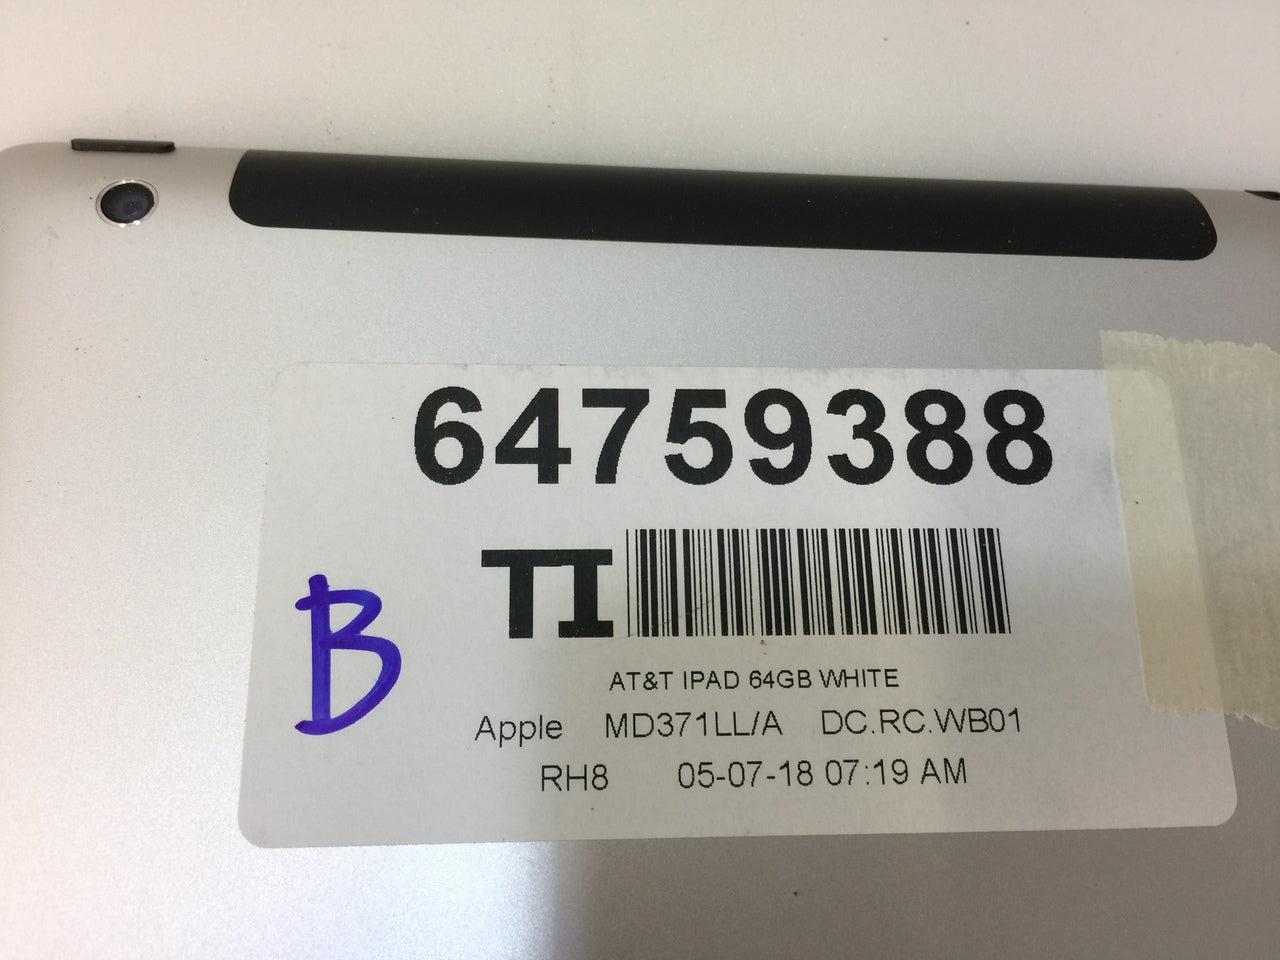 64759388
TI
B
AT&T IPAD 64GB WHITE
Apple MD371LL/A DC.RC.WB01
RH8 05-07-18 07:19 AM